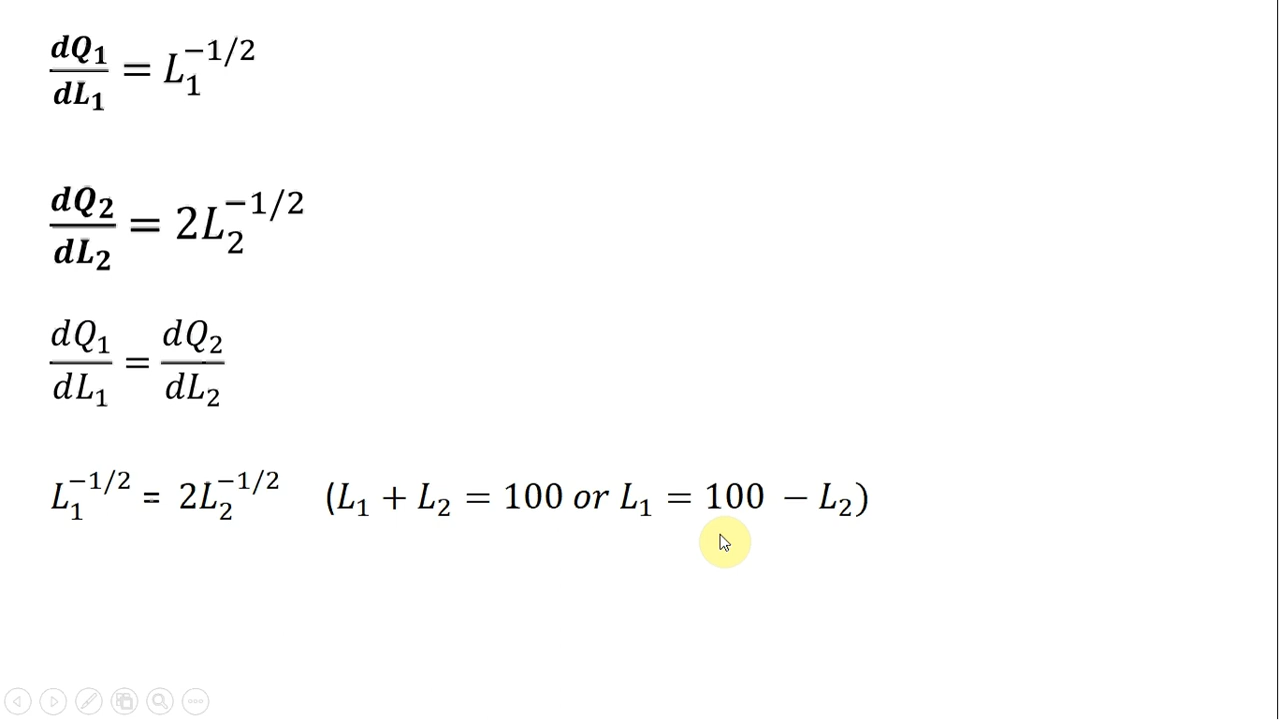 dQ₁/dL₁ = L₁^(−1/2)
dQ₂/dL₂ = 2L₂^(−1/2)
dQ₁/dL₁ = dQ₂/dL₂
L₁^(−1/2) = 2L₂^(−1/2) (L₁ + L₂ = 100 or L₁ = 100 − L₂)